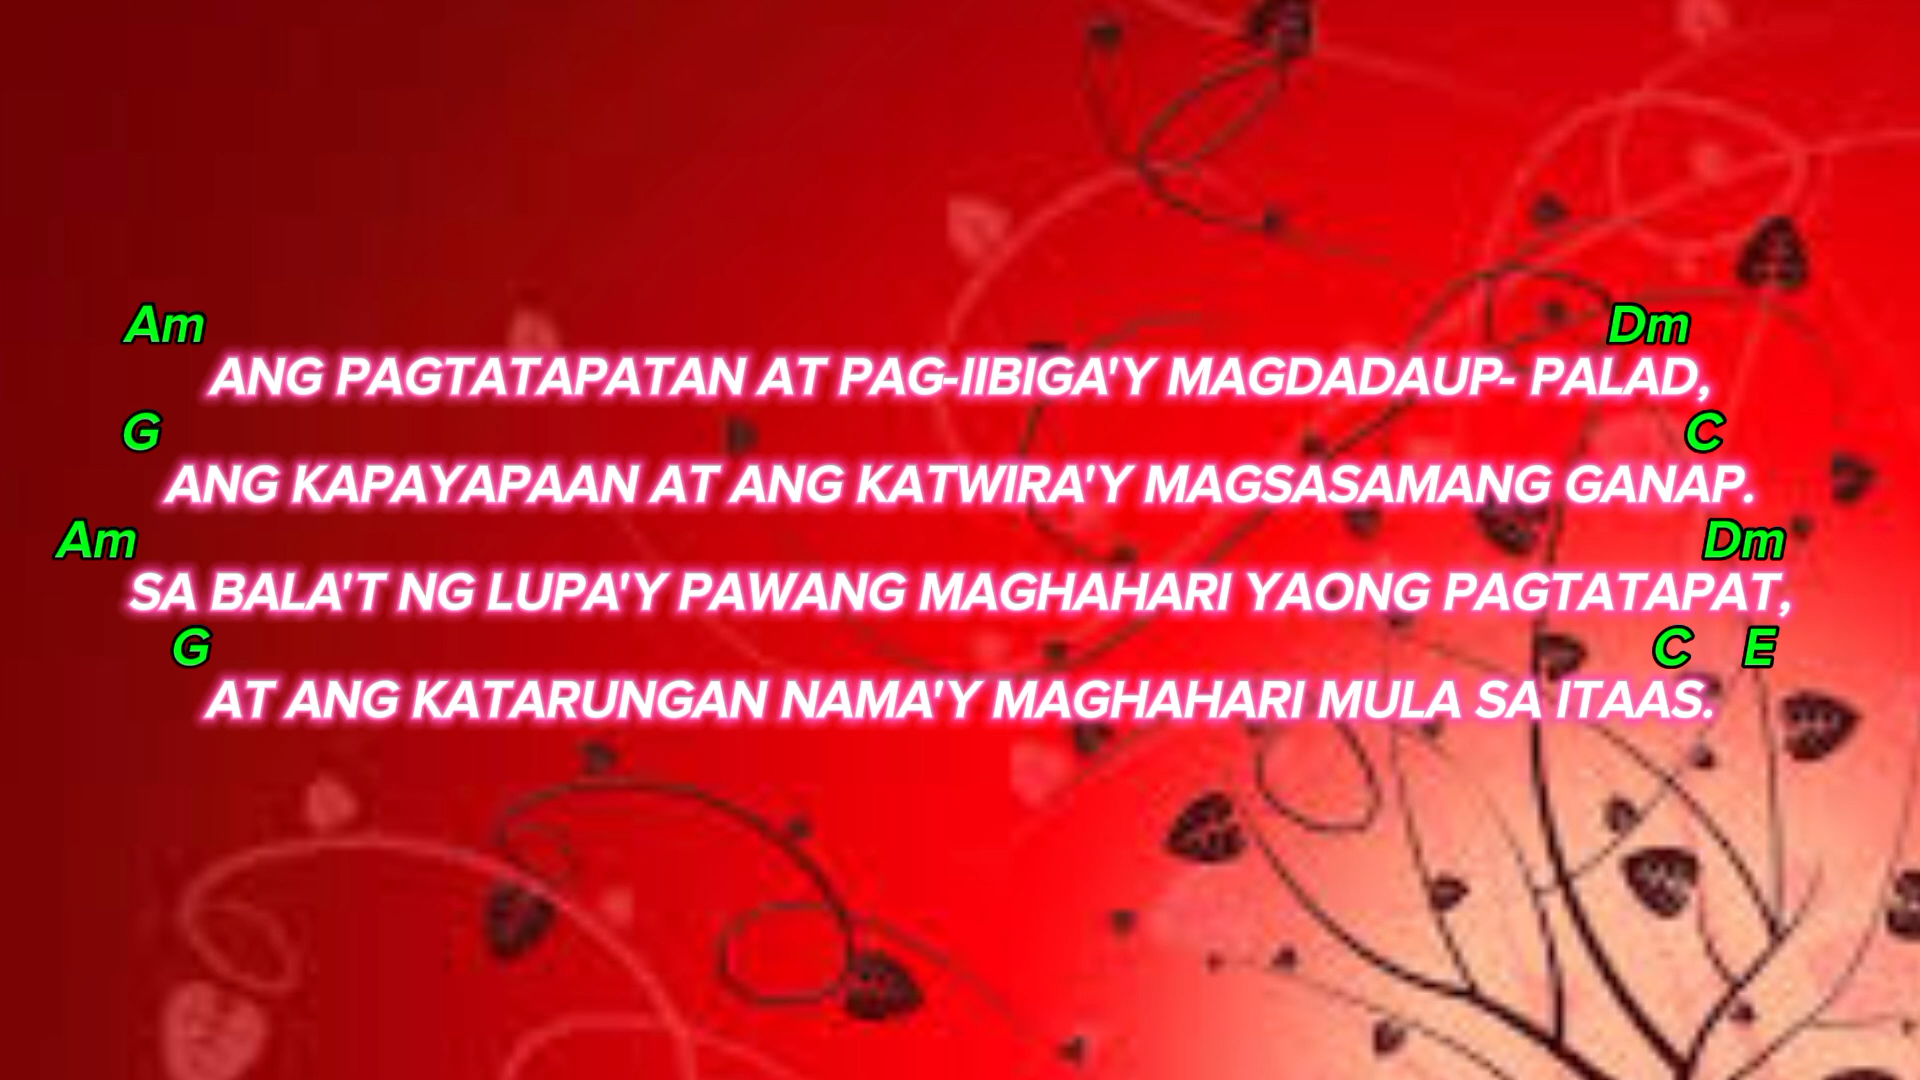 Am Dm
ANG PAGTATAPATAN AT PAG-IIBIGA'Y MAGDADAUP- PALAD,
G C
ANG KAPAYAPAAN AT ANG KATWIRA'Y MAGSASAMANG GANAP.
Am Dm
SA BALA'T NG LUPA'Y PAWANG MAGHAHARI YAONG PAGTATAPAT,
G C E
AT ANG KATARUNGAN NAMA'Y MAGHAHARI MULA SA ITAAS.